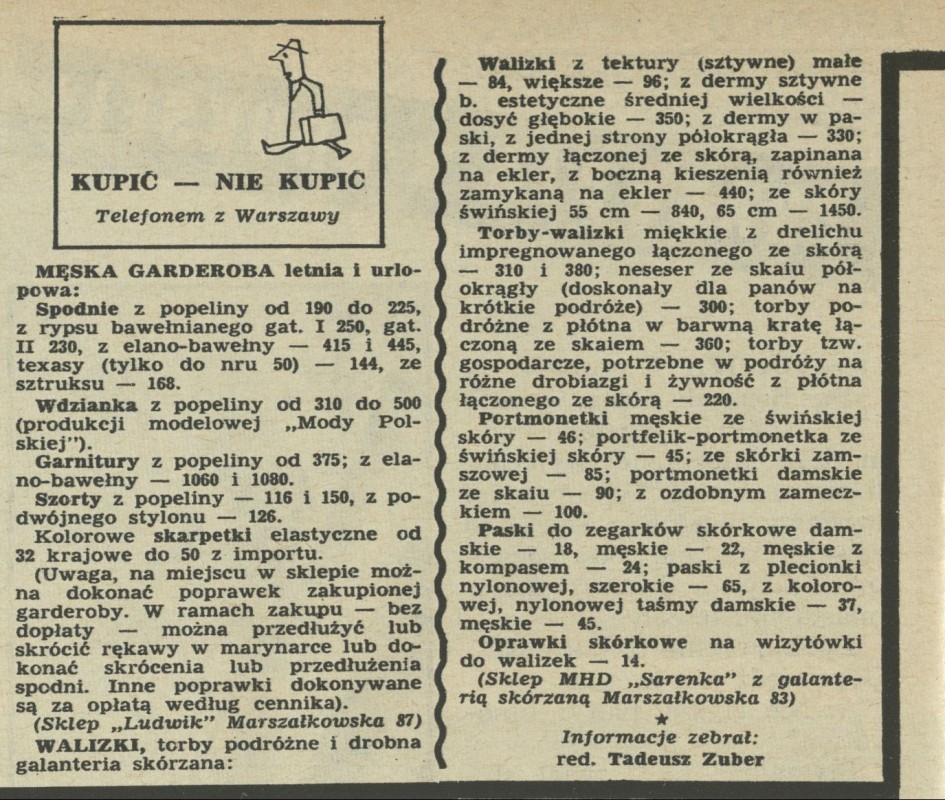 KUPIĆ — NIE KUPIĆ
Telefonem z Warszawy
MĘSKA GARDEROBA letnia i urlo-
powa:
Spodnie z popeliny od 190 do 225,
z rypsu bawełnianego gat. I 250, gat.
II 230, z elano-bawełny — 415 i 445,
texasy (tylko do nru 50) — 144, ze
sztruksu — 168.
Wdzianka z popeliny od 310 do 500
(produkcji modelowej „Mody Pol-
skiej").
Garnitury z popeliny od 375; z ela-
no-bawełny — 1060 i 1080.
Szorty z popeliny — 116 i 150, z po-
dwójnego stylonu — 126.
Kolorowe skarpetki elastyczne od
32 krajowe do 50 z importu.
(Uwaga, na miejscu w sklepie moż-
na dokonać poprawek zakupionej
garderoby. W ramach zakupu — bez
dopłaty — można przedłużyć lub
skrócić rękawy w marynarce lub do-
konać skrócenia lub przedłużenia
spodni. Inne poprawki dokonywane
są za opłatą według cennika).
(Sklep „Ludwik" Marszałkowska 87)
WALIZKI, torby podróżne i drobna
galanteria skórzana:
Walizki z tektury (sztywne) małe
— 84, większe — 96; z dermy sztywne
b. estetyczne średniej wielkości —
dosyć głębokie — 350; z dermy w pa-
ski, z jednej strony półokrągła — 330;
z dermy łączonej ze skórą, zapinana
na ekler, z boczną kieszenią również
zamykaną na ekler — 440; ze skóry
świńskiej 55 cm — 840, 65 cm — 1450.
Torby-walizki miękkie z drelichu
impregnowanego łączonego ze skórą
— 310 i 380; neseser ze skaiu pół-
okrągły (doskonały dla panów na
krótkie podróże) — 300; torby po-
dróżne z płótna w barwną kratę łą-
czoną ze skaiem — 360; torby tzw.
gospodarcze, potrzebne w podróży na
różne drobiazgi i żywność z płótna
łączonego ze skórą — 220.
Portmonetki męskie ze świńskiej
skóry — 46; portfelik-portmonetka ze
świńskiej skóry — 45; ze skórki zam-
szowej — 85; portmonetki damskie
ze skaiu — 90; z ozdobnym zamecz-
kiem — 100.
Paski do zegarków skórkowe dam-
skie — 18, męskie — 22, męskie z
kompasem — 24; paski z plecionki
nylonowej, szerokie — 65, z koloro-
wej, nylonowej taśmy damskie — 37,
męskie — 45.
Oprawki skórkowe na wizytówki
do walizek — 14.
(Sklep MHD „Sarenka" z galante-
rią skórzaną Marszałkowska 83)
★
Informacje zebrał:
red. Tadeusz Zuber